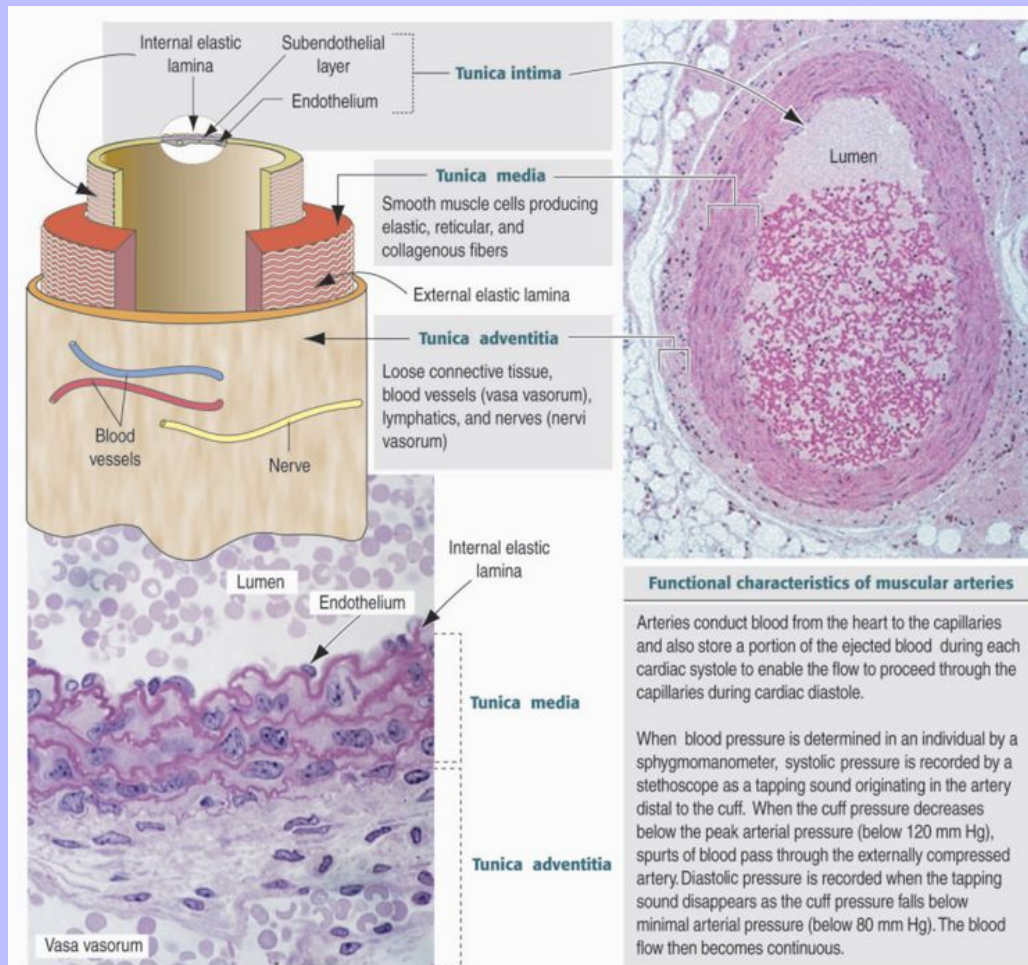 Internal elastic
lamina
Subendothelial
layer
Endothelium
Tunica intima
Tunica media
Smooth muscle cells producing
elastic, reticular, and
collagenous fibers
External elastic lamina
Tunica adventitia
Loose connective tissue,
blood vessels (vasa vasorum),
lymphatics, and nerves (nervi
vasorum)
Blood
vessels
Nerve
Lumen
Lumen
Endothelium
Internal elastic
lamina
Tunica media
Tunica adventitia
Vasa vasorum
Functional characteristics of muscular arteries
Arteries conduct blood from the heart to the capillaries
and also store a portion of the ejected blood during each
cardiac systole to enable the flow to proceed through the
capillaries during cardiac diastole.
When blood pressure is determined in an individual by a
sphygmomanometer, systolic pressure is recorded by a
stethoscope as a tapping sound originating in the artery
distal to the cuff. When the cuff pressure decreases
below the peak arterial pressure (below 120 mm Hg),
spurts of blood pass through the externally compressed
artery. Diastolic pressure is recorded when the tapping
sound disappears as the cuff pressure falls below
minimal arterial pressure (below 80 mm Hg). The blood
flow then becomes continuous.